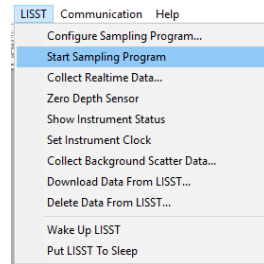 LISST Communication Help
Configure Sampling Program...
Start Sampling Program
Collect Realtime Data...
Zero Depth Sensor
Show Instrument Status
Set Instrument Clock
Collect Background Scatter Data...
Download Data From LISST...
Delete Data From LISST...
Wake Up LISST
Put LISST To Sleep